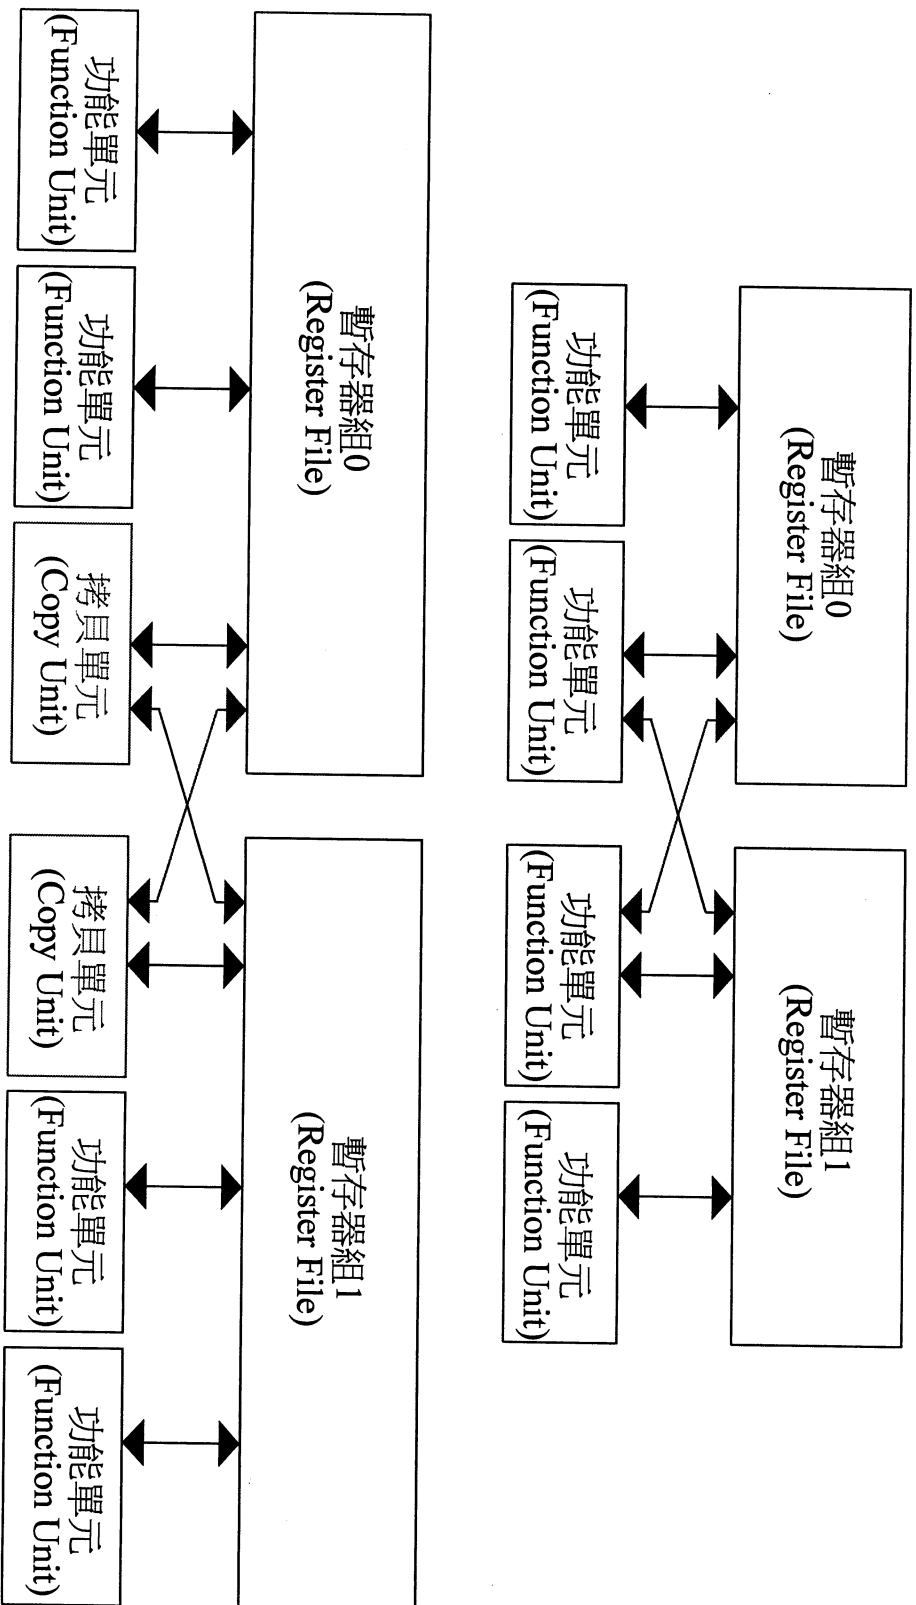 暫存器組0
(Register File)
暫存器組1
(Register File)
功能單元
(Function Unit)
功能單元
(Function Unit)
功能單元
(Function Unit)
功能單元
(Function Unit)
暫存器組0
(Register File)
暫存器組1
(Register File)
功能單元
(Function Unit)
功能單元
(Function Unit)
拷貝單元
(Copy Unit)
拷貝單元
(Copy Unit)
功能單元
(Function Unit)
功能單元
(Function Unit)